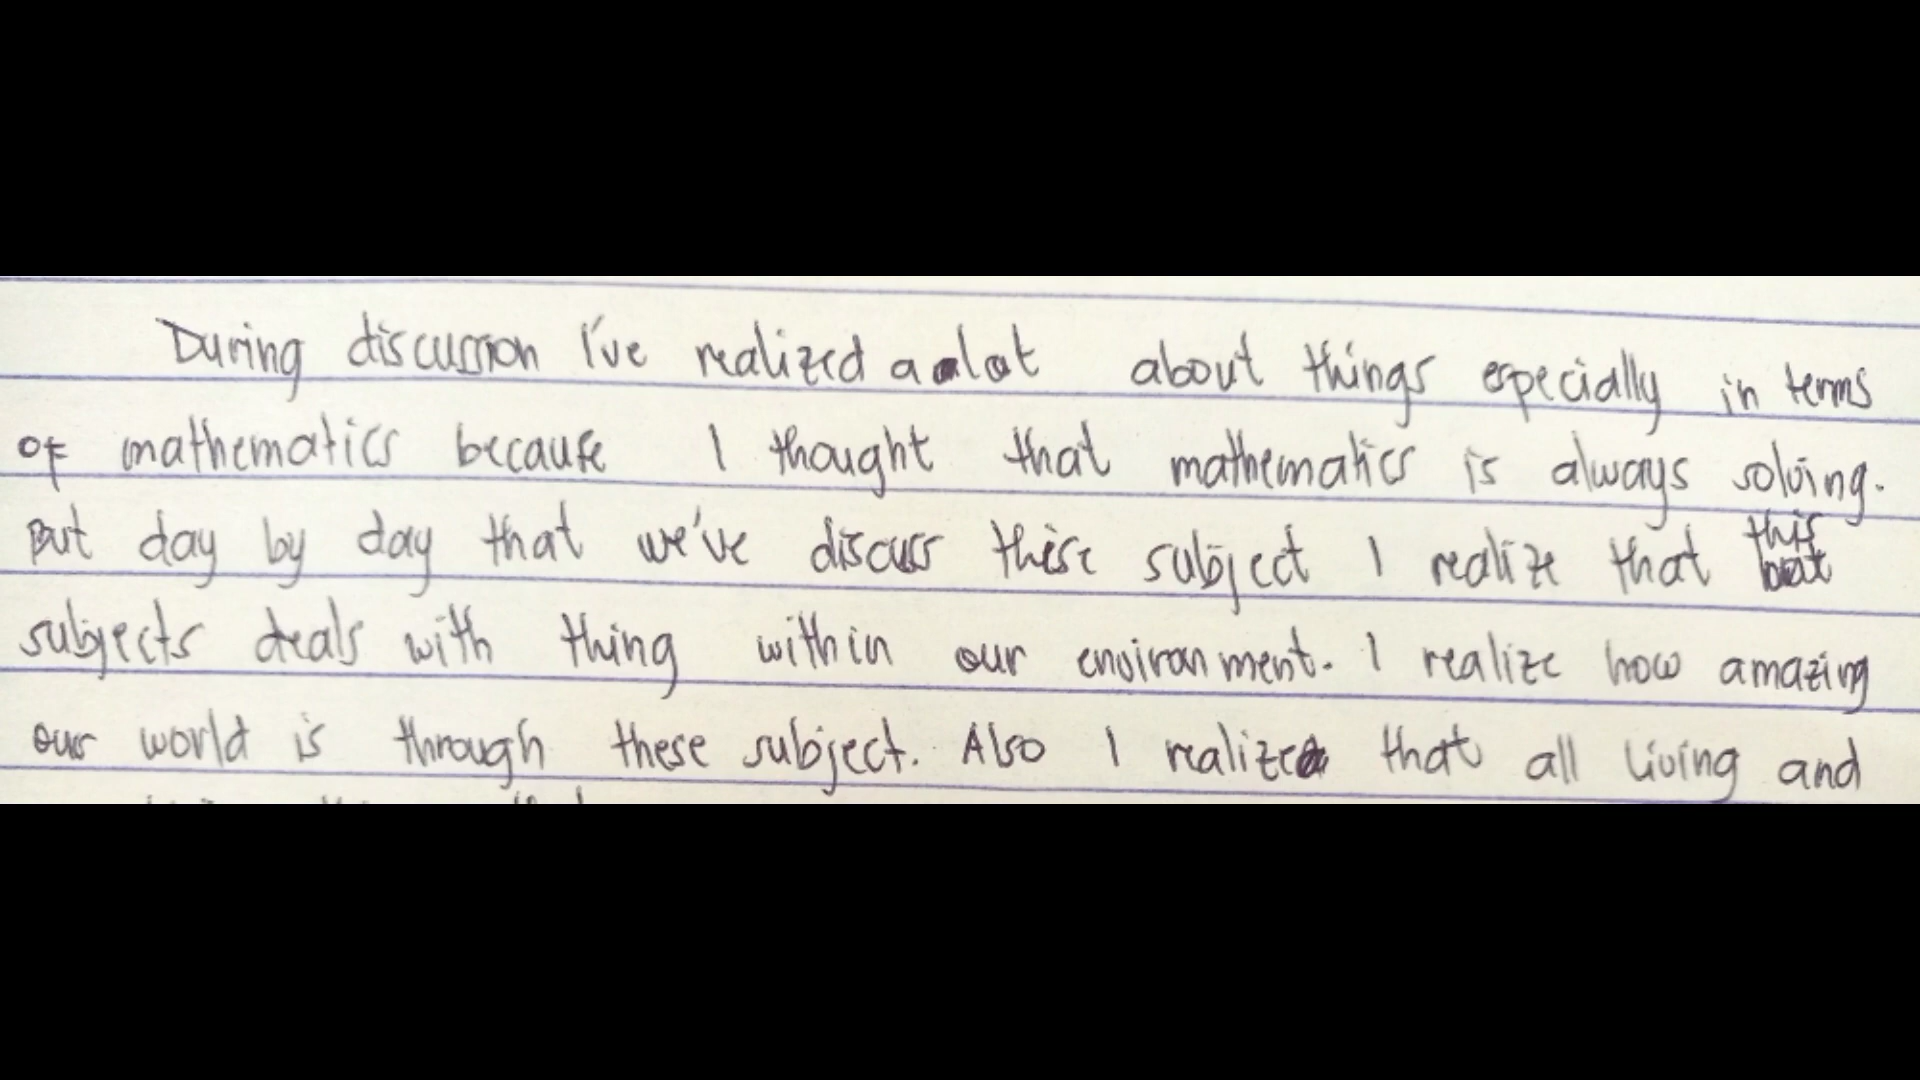 During discussion I've realized a lot about things especially in terms
of mathematics because I thought that mathematics is always solving.
But day by day that we've discuss these subject I realize that this
subjects deals with thing within our environment. I realize how amazing
our world is through these subject. Also I realize that all living and